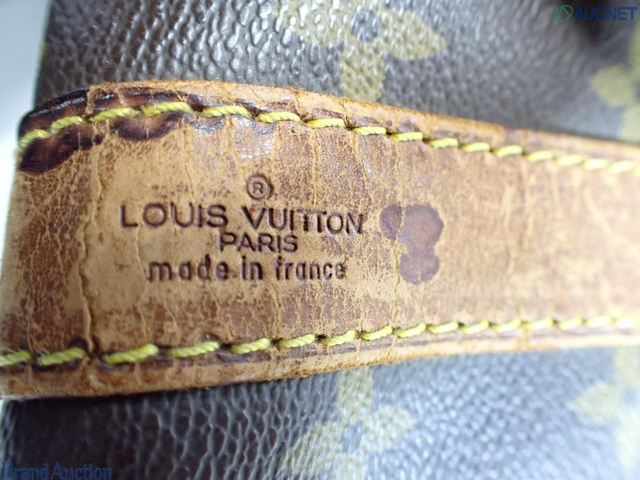 AUCNET
®
LOUIS VUITTON
PARIS
made in france
Brand Auction